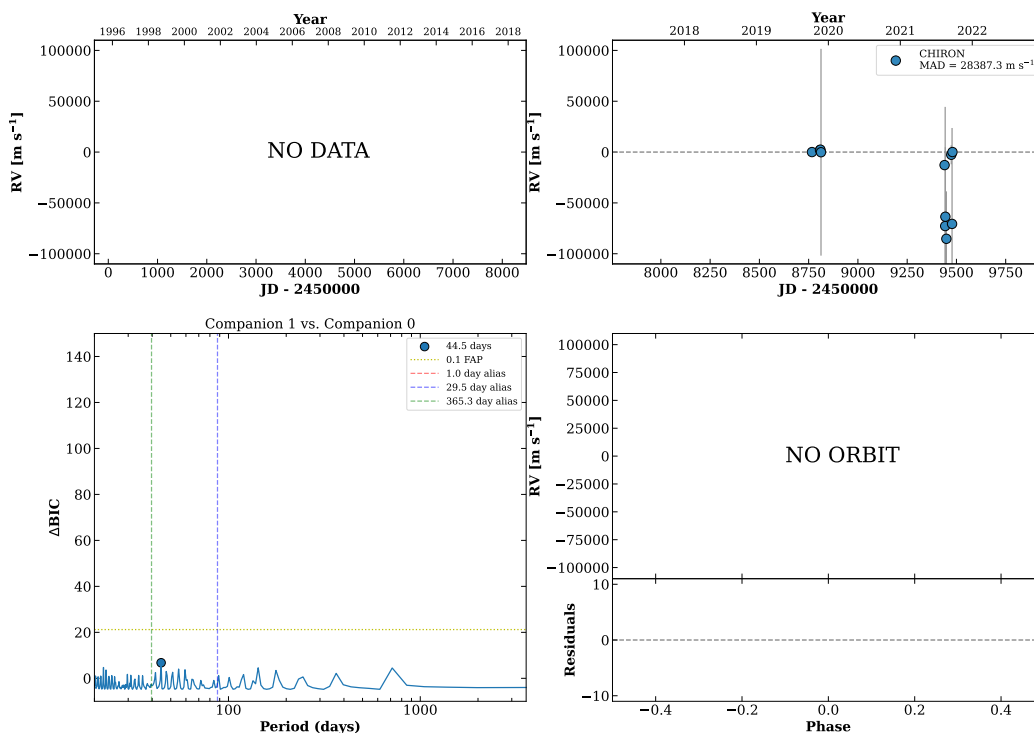 Year
1996 1998 2000 2002 2004 2006 2008 2010 2012 2014 2016 2018
RV [m s⁻¹]
100000
50000
0
−50000
−100000
NO DATA
0 1000 2000 3000 4000 5000 6000 7000 8000
JD - 2450000
Year
2018 2019 2020 2021 2022
RV [m s⁻¹]
100000
50000
0
−50000
−100000
CHIRON
MAD = 28387.3 m s⁻¹
8000 8250 8500 8750 9000 9250 9500 9750
JD - 2450000
Companion 1 vs. Companion 0
ΔBIC
140
120
100
80
60
40
20
0
44.5 days
0.1 FAP
1.0 day alias
29.5 day alias
365.3 day alias
100 1000
Period (days)
RV [m s⁻¹]
100000
75000
50000
25000
0
−25000
−50000
−75000
−100000
NO ORBIT
Residuals
10
0
−10
−0.4 −0.2 0.0 0.2 0.4
Phase